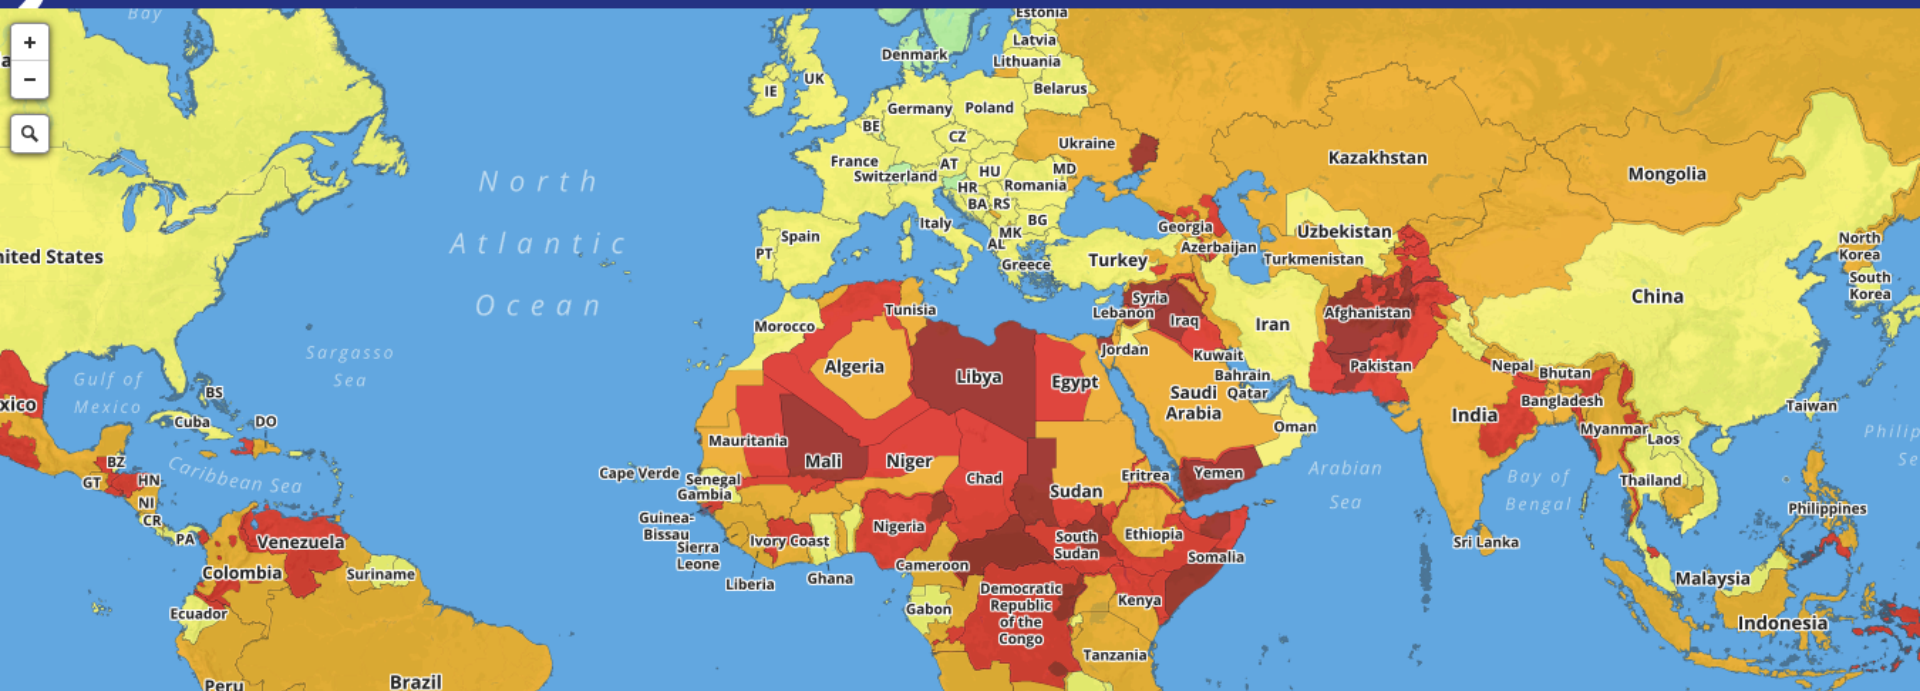 Bay
+
−
a
nited States
xico
Gulf of
Mexico
BS
Cuba
DO
BZ
GT
HN
NI
CR
PA
Caribbean Sea
Sargasso
Sea
North
Atlantic
Ocean
Venezuela
Colombia
Suriname
Ecuador
Peru
Brazil
Estonia
Latvia
Lithuania
Denmark
Belarus
UK
IE
Germany
Poland
BE
CZ
Ukraine
France
Switzerland
AT
HU
MD
HR
Romania
BA
RS
Italy
BG
MK
AL
Spain
PT
Greece
Turkey
Georgia
Azerbaijan
Kazakhstan
Uzbekistan
Turkmenistan
Mongolia
China
North
Korea
South
Korea
Taiwan
Syria
Lebanon
Iraq
Iran
Jordan
Kuwait
Bahrain
Qatar
Saudi
Arabia
Oman
Yemen
Afghanistan
Pakistan
Nepal
Bhutan
Bangladesh
India
Myanmar
Laos
Thailand
Sri Lanka
Arabian
Sea
Bay of
Bengal
Philippines
Philip
Se
Malaysia
Indonesia
Morocco
Tunisia
Algeria
Libya
Egypt
Mauritania
Mali
Niger
Chad
Sudan
Eritrea
Cape Verde
Senegal
Gambia
Guinea-
Bissau
Sierra
Leone
Liberia
Ivory Coast
Ghana
Nigeria
Cameroon
South
Sudan
Ethiopia
Somalia
Gabon
Democratic
Republic
of the
Congo
Kenya
Tanzania